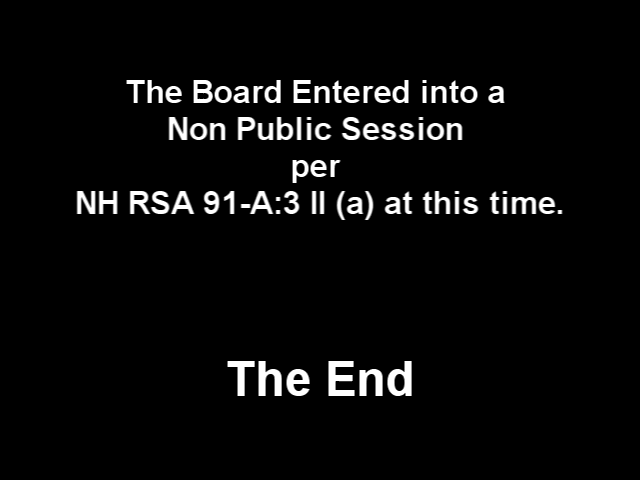 The Board Entered into a
Non Public Session
per
NH RSA 91-A:3 II (a) at this time.
The End